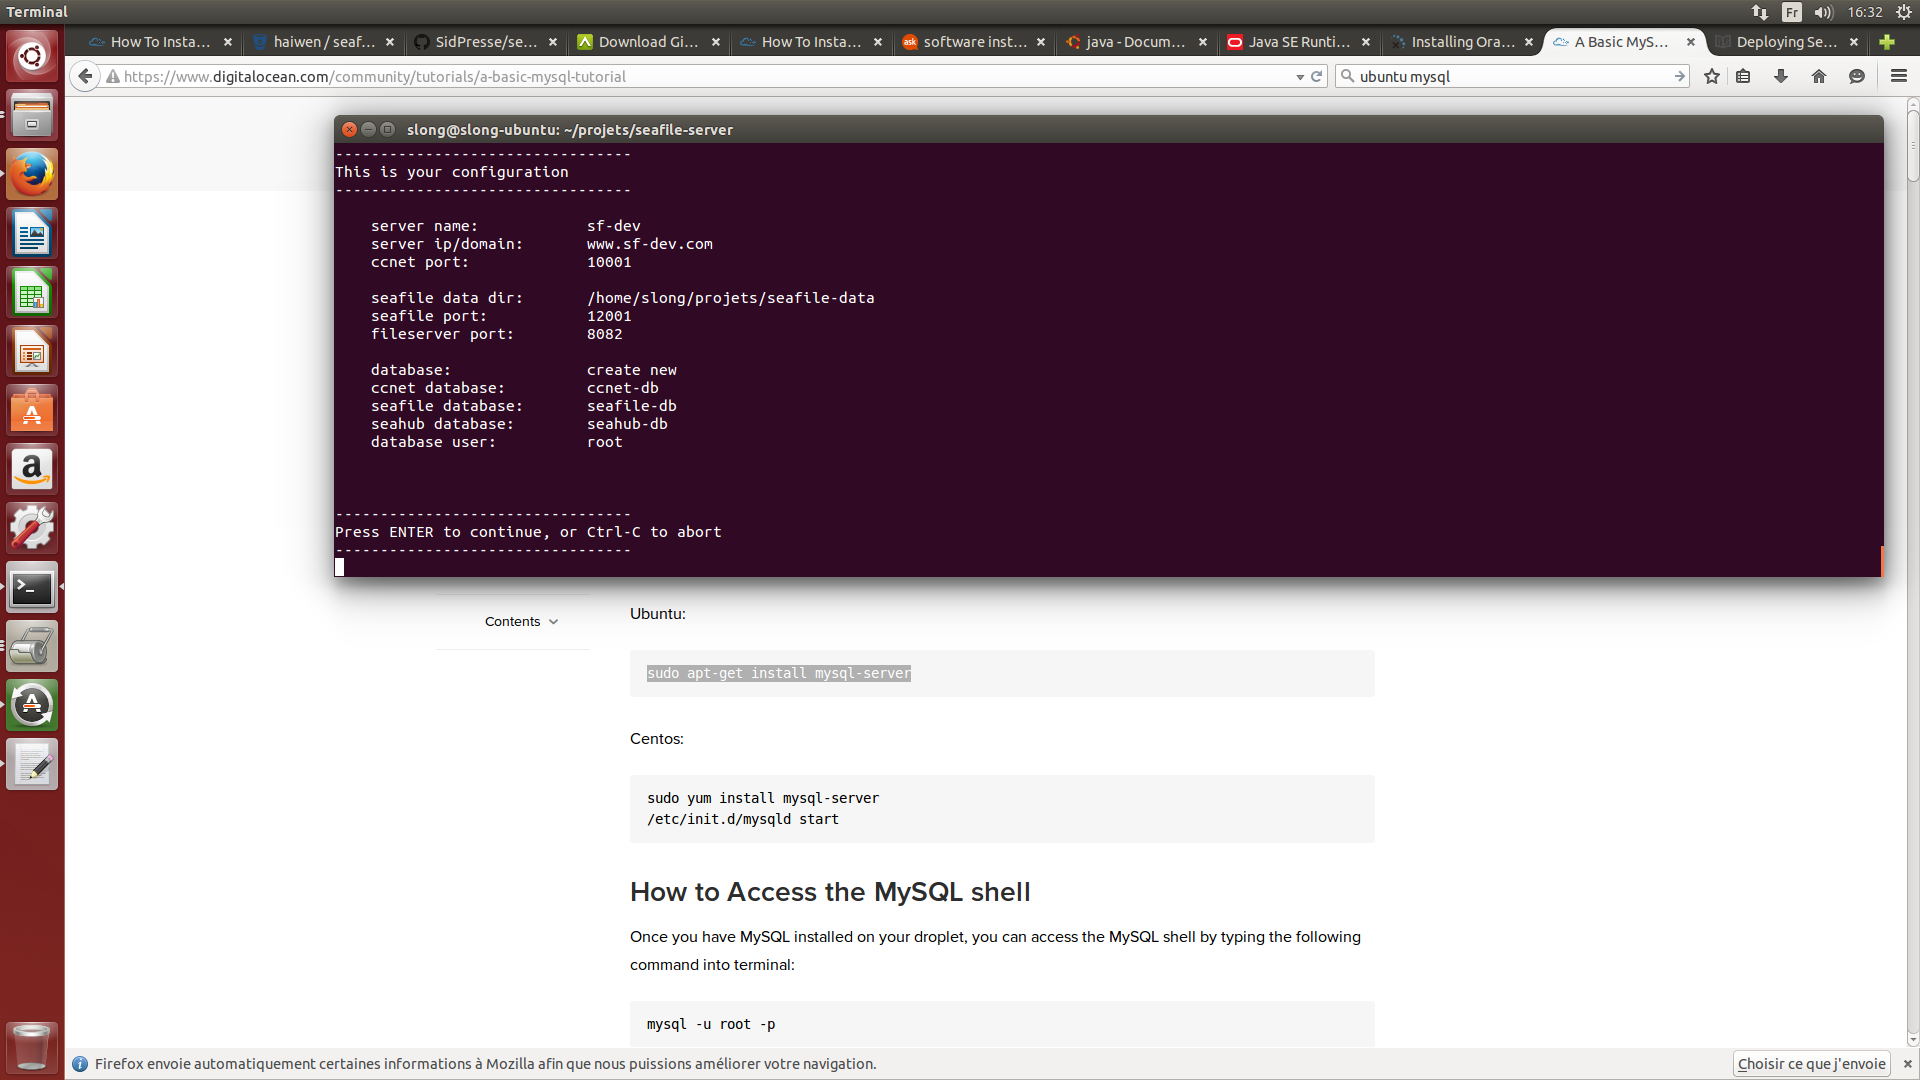 Terminal
Fr
16:32
How To Insta...
haiwen / seaf...
SidPresse/se...
Download Gi...
How To Insta...
software inst...
java - Docum...
Java SE Runti...
Installing Ora...
A Basic MyS...
Deploying Se...
https://www.digitalocean.com/community/tutorials/a-basic-mysql-tutorial
ubuntu mysql
slong@slong-ubuntu: ~/projets/seafile-server
---------------------------------
This is your configuration
---------------------------------
server name: sf-dev
server ip/domain: www.sf-dev.com
ccnet port: 10001
seafile data dir: /home/slong/projets/seafile-data
seafile port: 12001
fileserver port: 8082
database: create new
ccnet database: ccnet-db
seafile database: seafile-db
seahub database: seahub-db
database user: root
---------------------------------
Press ENTER to continue, or Ctrl-C to abort
---------------------------------
Contents
Ubuntu:
sudo apt-get install mysql-server
Centos:
sudo yum install mysql-server
/etc/init.d/mysqld start
How to Access the MySQL shell
Once you have MySQL installed on your droplet, you can access the MySQL shell by typing the following
command into terminal:
mysql -u root -p
Firefox envoie automatiquement certaines informations à Mozilla afin que nous puissions améliorer votre navigation.
Choisir ce que j'envoie